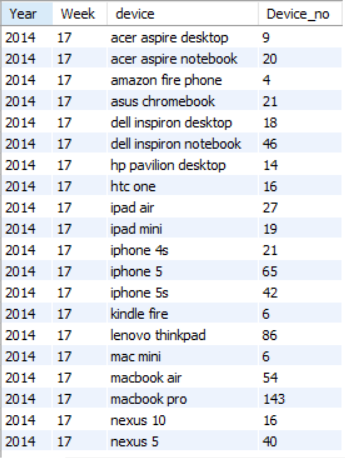 Year Week device Device_no
2014 17 acer aspire desktop 9
2014 17 acer aspire notebook 20
2014 17 amazon fire phone 4
2014 17 asus chromebook 21
2014 17 dell inspiron desktop 18
2014 17 dell inspiron notebook 46
2014 17 hp pavilion desktop 14
2014 17 htc one 16
2014 17 ipad air 27
2014 17 ipad mini 19
2014 17 iphone 4s 21
2014 17 iphone 5 65
2014 17 iphone 5s 42
2014 17 kindle fire 6
2014 17 lenovo thinkpad 86
2014 17 mac mini 6
2014 17 macbook air 54
2014 17 macbook pro 143
2014 17 nexus 10 16
2014 17 nexus 5 40